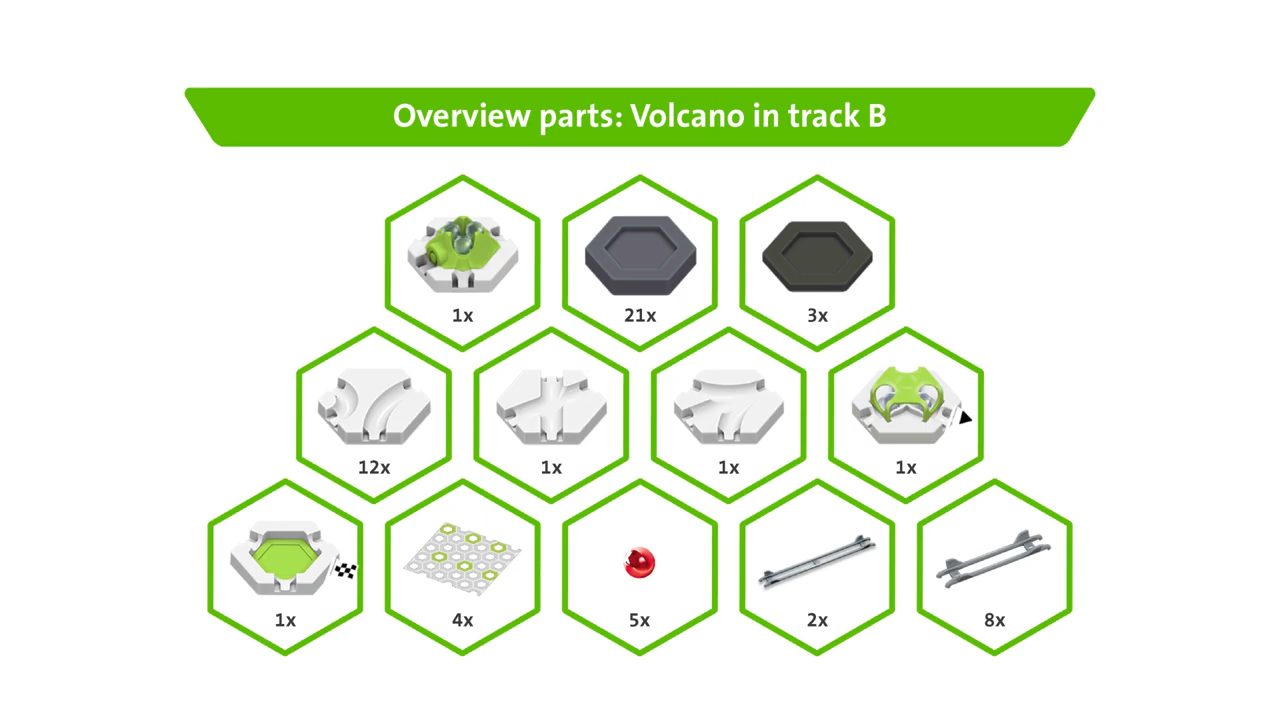 Overview parts: Volcano in track B
1x
21x
3x
12x
1x
1x
1x
1x
4x
5x
2x
8x